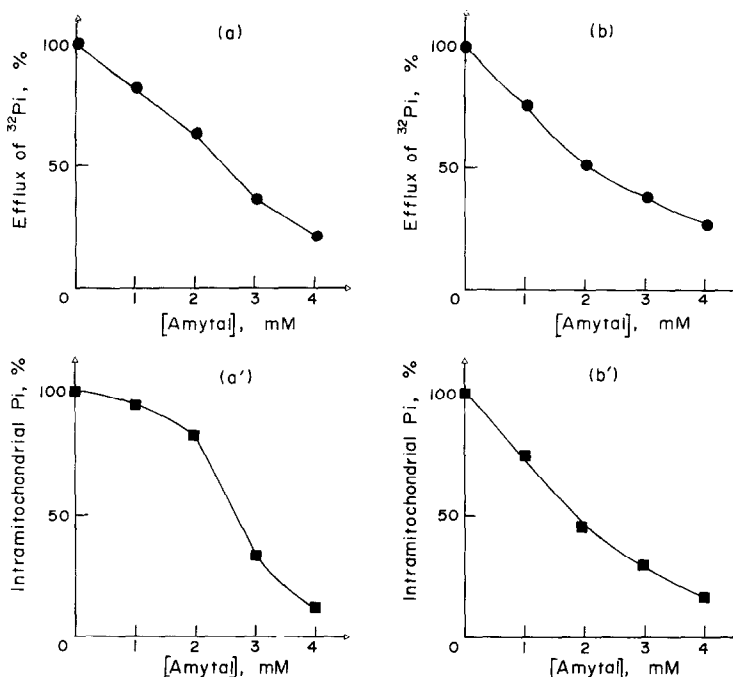 (a)
Efflux of ³²Pi, %
100
50
0
1 2 3 4
[Amytal], mM
(b)
Efflux of ³²Pi, %
100
50
0
1 2 3 4
[Amytal], mM
(a')
Intramitochondrial Pi, %
100
50
0
1 2 3 4
[Amytal], mM
(b')
Intramitochondrial Pi, %
100
50
0
1 2 3 4
[Amytal], mM